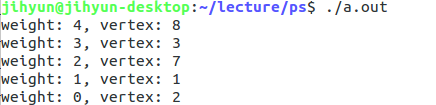 jihyun@jihyun-desktop:~/lecture/ps$ ./a.out
weight: 4, vertex: 8
weight: 3, vertex: 3
weight: 2, vertex: 7
weight: 1, vertex: 1
weight: 0, vertex: 2